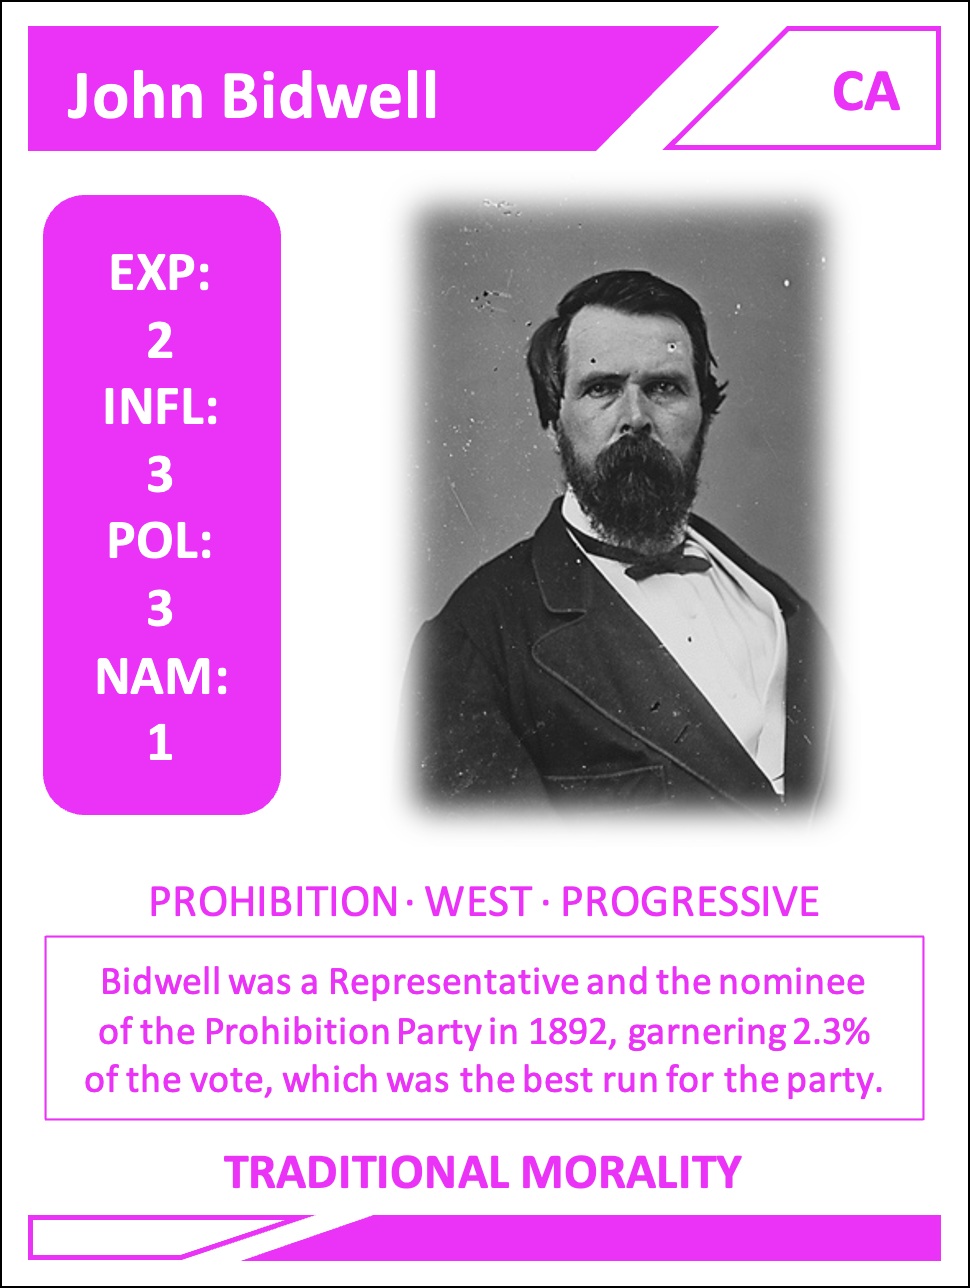 John Bidwell
CA
EXP:
2
INFL:
3
POL:
3
NAM:
1
PROHIBITION · WEST · PROGRESSIVE
Bidwell was a Representative and the nominee
of the Prohibition Party in 1892, garnering 2.3%
of the vote, which was the best run for the party.
TRADITIONAL MORALITY